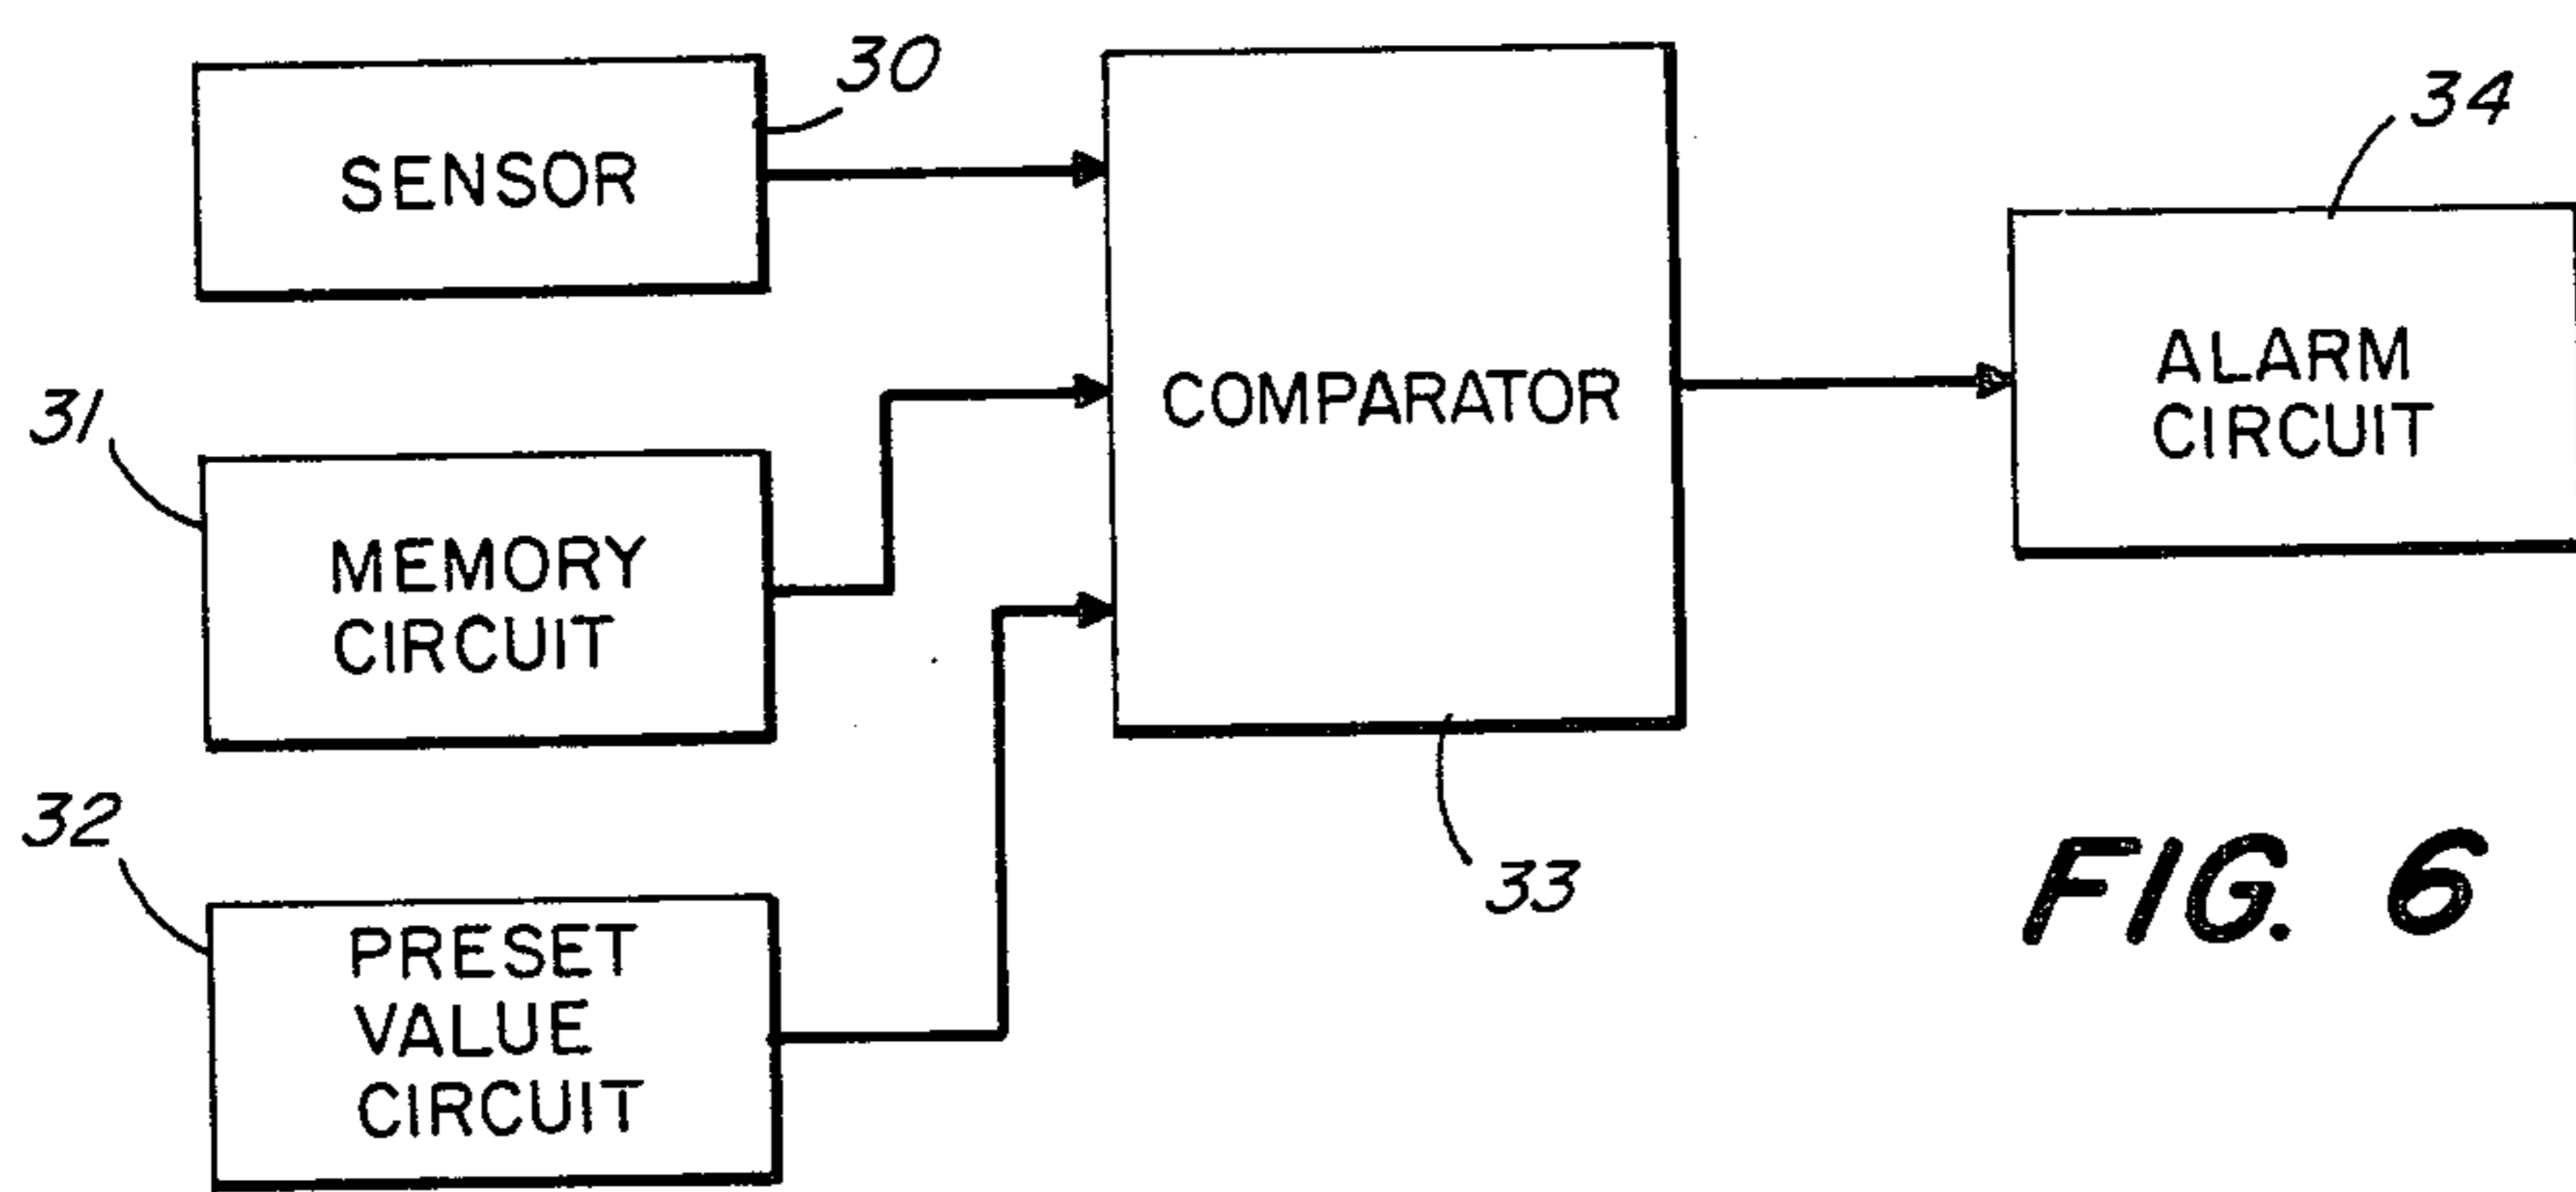 30
SENSOR
31
MEMORY
CIRCUIT
32
PRESET
VALUE
CIRCUIT
COMPARATOR
33
34
ALARM
CIRCUIT
FIG. 6